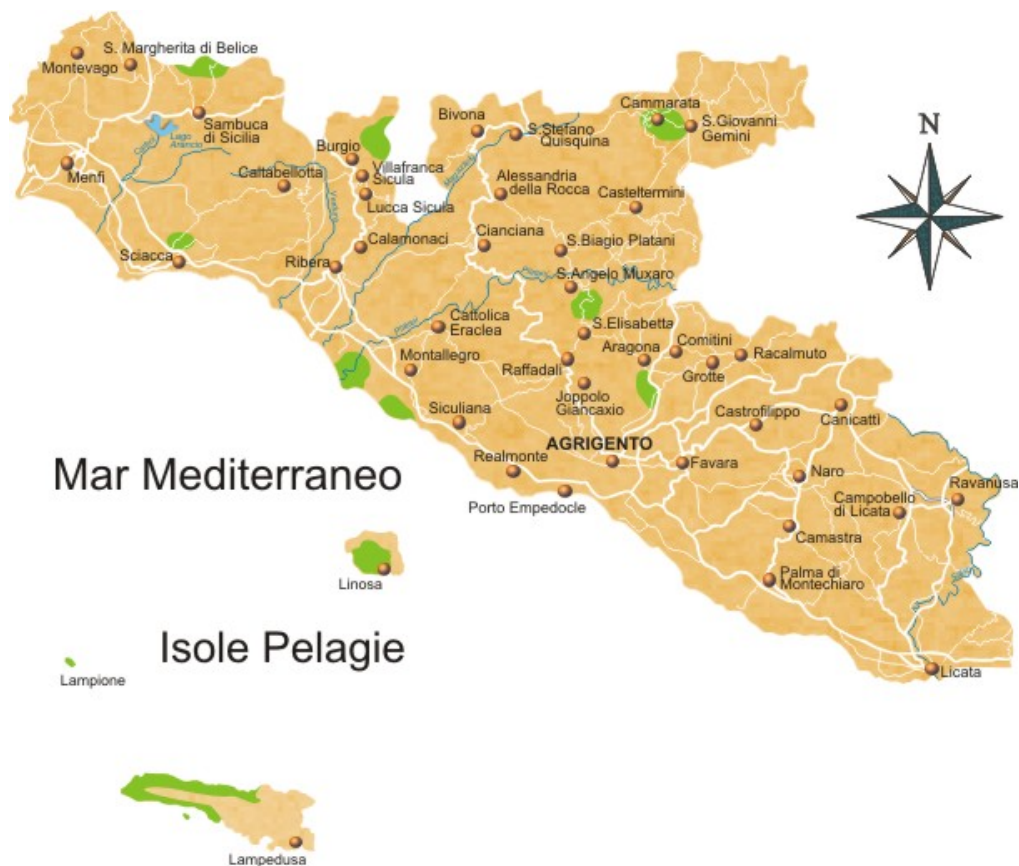 S. Margherita di Belice
Montevago
Sambuca
di Sicilia
Lago
Arancio
Menfi
Caltabellotta
Burgio
Villafranca
Sicula
Lucca Sicula
Calamonaci
Sciacca
Ribera
Bivona
S.Stefano
Quisquina
Cammarata
S.Giovanni
Gemini
N
Alessandria
della Rocca
Casteltermini
Cianciana
S.Biagio Platani
S.Angelo Muxaro
Cattolica
Eraclea
S.Elisabetta
Montallegro
Raffadali
Aragona
Comitini
Grotte
Racalmuto
Joppolo
Giancaxio
Siculiana
Castrofilippo
Canicatti
AGRIGENTO
Realmonte
Favara
Naro
Ravanusa
Porto Empedocle
Campobello
di Licata
Camastra
Palma di
Montechiaro
Licata
Mar Mediterraneo
Linosa
Isole Pelagie
Lampione
Lampedusa